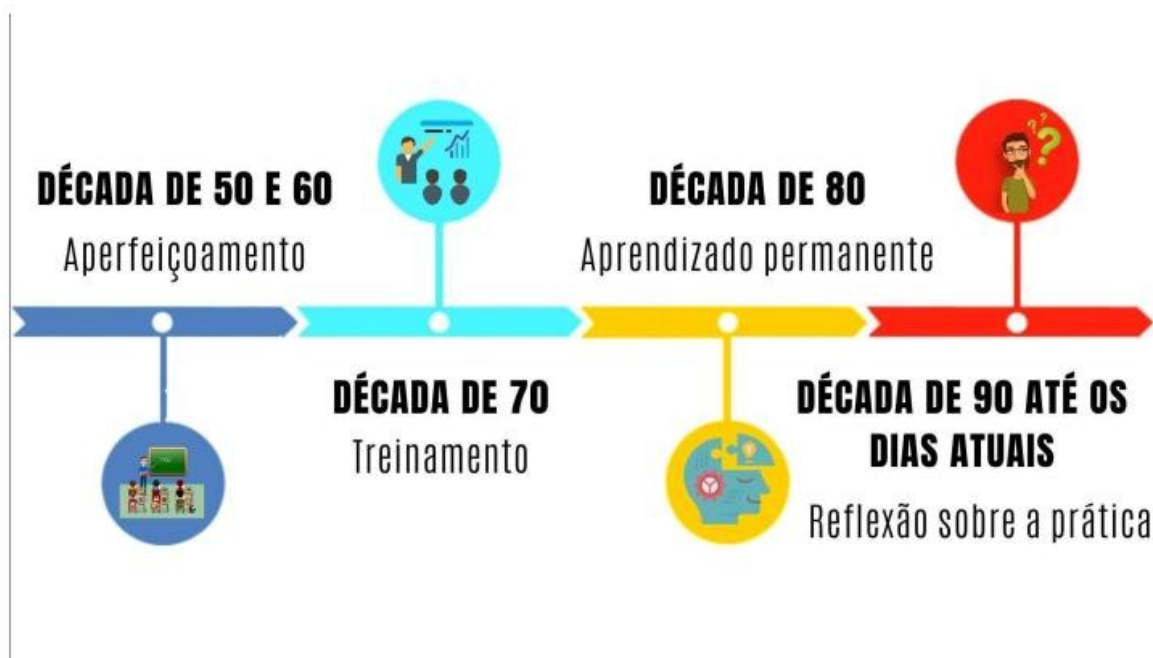 DÉCADA DE 50 E 60
Aperfeiçoamento
DÉCADA DE 70
Treinamento
DÉCADA DE 80
Aprendizado permanente
DÉCADA DE 90 ATÉ OS
DIAS ATUAIS
Reflexão sobre a prática